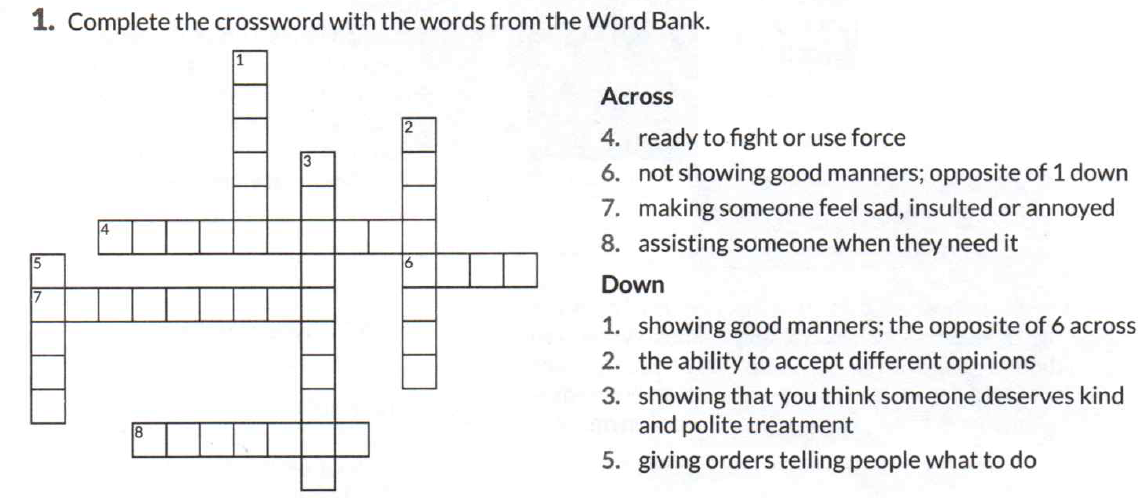 1. Complete the crossword with the words from the Word Bank.
1
2
3
4
5
6
7
8
Across
4. ready to fight or use force
6. not showing good manners; opposite of 1 down
7. making someone feel sad, insulted or annoyed
8. assisting someone when they need it
Down
1. showing good manners; the opposite of 6 across
2. the ability to accept different opinions
3. showing that you think someone deserves kind
and polite treatment
5. giving orders telling people what to do